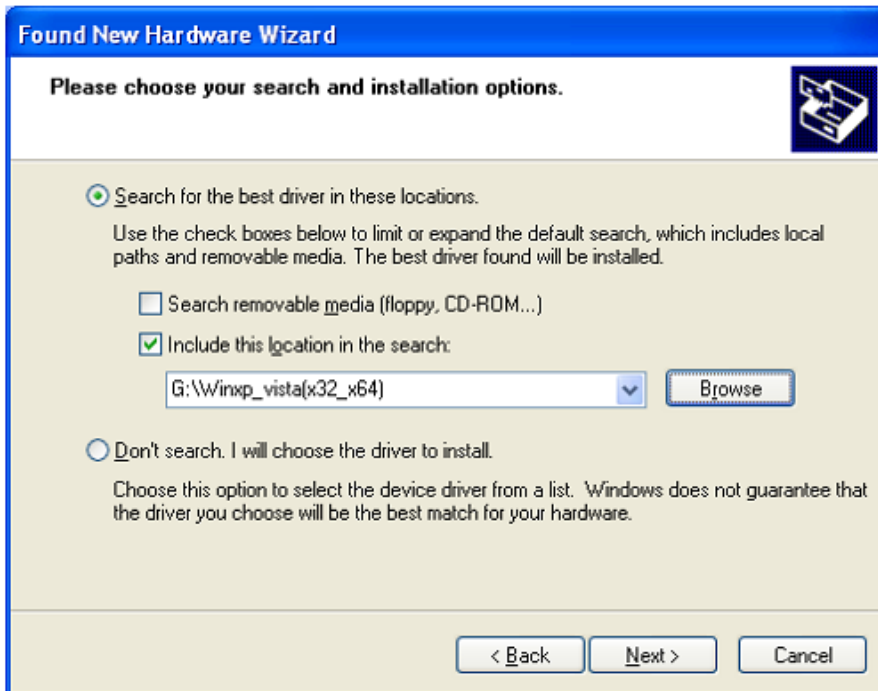 Found New Hardware Wizard
Please choose your search and installation options.
Search for the best driver in these locations.
Use the check boxes below to limit or expand the default search, which includes local
paths and removable media. The best driver found will be installed.
Search removable media (floppy, CD-ROM...)
Include this location in the search:
G:\Winxp_vista(x32_x64)
Browse
Don't search. I will choose the driver to install.
Choose this option to select the device driver from a list. Windows does not guarantee that
the driver you choose will be the best match for your hardware.
< Back
Next >
Cancel